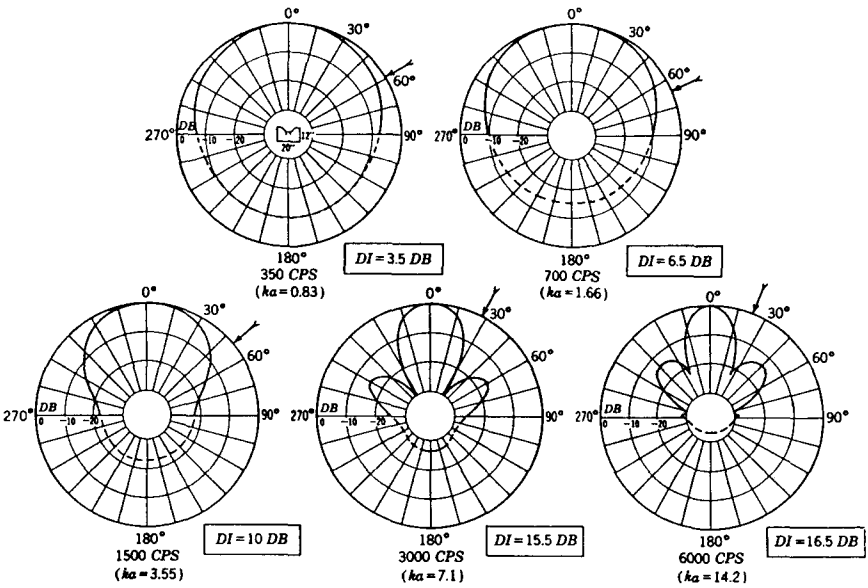 0°
30°
60°
90°
180°
270°
DB
0 -10 -20
12"
20"
350 CPS
(ka=0.83)
DI=3.5 DB
0°
30°
60°
90°
180°
270°
DB
0 -10 -20
700 CPS
(ka=1.66)
DI=6.5 DB
0°
30°
60°
90°
180°
270°
DB
0 -10 -20
1500 CPS
(ka=3.55)
DI=10 DB
0°
30°
60°
90°
180°
270°
DB
0 -10 -20
3000 CPS
(ka=7.1)
DI=15.5 DB
0°
30°
60°
90°
180°
270°
DB
0 -10 -20
6000 CPS
(ka=14.2)
DI=16.5 DB